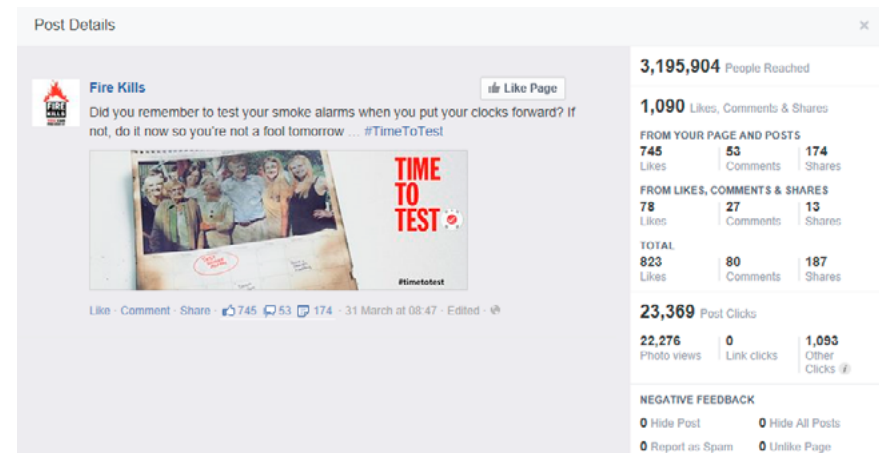 Post Details
×
Fire Kills
Like Page
FIRE
KILLS
Did you remember to test your smoke alarms when you put your clocks forward? If
not, do it now so you're not a fool tomorrow ... #TimeToTest
TIME
TO
TEST
#timetotest
Like · Comment · Share · 745 53 174 · 31 March at 08:47 · Edited ·
3,195,904 People Reached
1,090 Likes, Comments & Shares
FROM YOUR PAGE AND POSTS
745 53 174
Likes Comments Shares
FROM LIKES, COMMENTS & SHARES
78 27 13
Likes Comments Shares
TOTAL
823 80 187
Likes Comments Shares
23,369 Post Clicks
22,276 0 1,093
Photo views Link clicks Other
Clicks i
NEGATIVE FEEDBACK
0 Hide Post 0 Hide All Posts
0 Report as Spam 0 Unlike Page